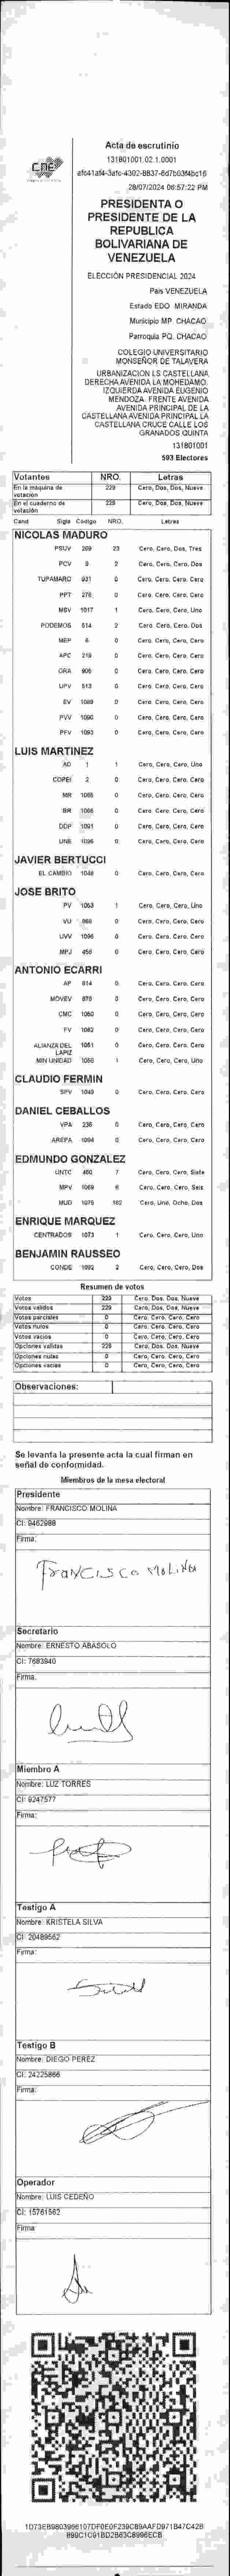 CNE
Acta de escrutinio
131801001.02.1.0001
28/07/2024 06:57:22 PM
PRESIDENTA O
PRESIDENTE DE LA
REPUBLICA
BOLIVARIANA DE
VENEZUELA
ELECCIÓN PRESIDENCIAL 2024
País VENEZUELA
Estado EDO. MIRANDA
Municipio MP. CHACAO
Parroquia PQ. CHACAO
COLEGIO UNIVERSITARIO
MONSEÑOR DE TALAVERA
URBANIZACION LS CASTELLANA
DERECHA AVENIDA LA MOHEDAMO.
IZQUIERDA AVENIDA EUGENIO
MENDOZA. FRENTE AVENIDA
AVENIDA PRINCIPAL DE LA
CASTELLANA AVENIDA PRINCIPAL LA
CASTELLANA CRUCE CALLE LOS
GRANADOS QUINTA
131801001
593 Electores
Votantes NRO. Letras
En la máquina de votación 229 Cero, Dos, Dos, Nueve
En el cuaderno de votación 229 Cero, Dos, Dos, Nueve
Cand Sigla Código NRO. Letras
NICOLAS MADURO
PSUV 269 23 Cero, Cero, Dos, Tres
PCV 9 2 Cero, Cero, Cero, Dos
TUPAMARO 931 0 Cero, Cero, Cero, Cero
PPT 276 0 Cero, Cero, Cero, Cero
MSV 1017 1 Cero, Cero, Cero, Uno
PODEMOS 514 2 Cero, Cero, Cero, Dos
MEP 6 0 Cero, Cero, Cero, Cero
APC 219 0 Cero, Cero, Cero, Cero
ORA 906 0 Cero, Cero, Cero, Cero
UPV 513 0 Cero, Cero, Cero, Cero
EV 1089 0 Cero, Cero, Cero, Cero
PVV 1090 0 Cero, Cero, Cero, Cero
PFV 1093 0 Cero, Cero, Cero, Cero
LUIS MARTINEZ
AD 1 1 Cero, Cero, Cero, Uno
COPEI 2 0 Cero, Cero, Cero, Cero
MR 1065 0 Cero, Cero, Cero, Cero
BR 1066 0 Cero, Cero, Cero, Cero
DDP 1091 0 Cero, Cero, Cero, Cero
UNE 1095 0 Cero, Cero, Cero, Cero
JAVIER BERTUCCI
EL CAMBIO 1048 0 Cero, Cero, Cero, Cero
JOSE BRITO
PV 1053 1 Cero, Cero, Cero, Uno
VU 969 0 Cero, Cero, Cero, Cero
UVV 1096 0 Cero, Cero, Cero, Cero
MPJ 456 0 Cero, Cero, Cero, Cero
ANTONIO ECARRI
AP 914 0 Cero, Cero, Cero, Cero
MOVEV 979 0 Cero, Cero, Cero, Cero
CMC 1060 0 Cero, Cero, Cero, Cero
FV 1082 0 Cero, Cero, Cero, Cero
ALIANZA DEL LAPIZ 1051 0 Cero, Cero, Cero, Cero
MIN UNIDAD 1058 1 Cero, Cero, Cero, Uno
CLAUDIO FERMIN
SPV 1049 0 Cero, Cero, Cero, Cero
DANIEL CEBALLOS
VPA 236 0 Cero, Cero, Cero, Cero
AREPA 1094 0 Cero, Cero, Cero, Cero
EDMUNDO GONZALEZ
UNTC 460 7 Cero, Cero, Cero, Siete
MPV 1069 6 Cero, Cero, Cero, Seis
MUD 1075 182 Cero, Uno, Ocho, Dos
ENRIQUE MARQUEZ
CENTRADOS 1073 1 Cero, Cero, Cero, Uno
BENJAMIN RAUSSEO
CONDE 1092 2 Cero, Cero, Cero, Dos
Resumen de votos
Votos 229 Cero, Dos, Dos, Nueve
Votos válidos 229 Cero, Dos, Dos, Nueve
Votos parciales 0 Cero, Cero, Cero, Cero
Votos nulos 0 Cero, Cero, Cero, Cero
Votos vacios 0 Cero, Cero, Cero, Cero
Opciones validas 229 Cero, Dos, Dos, Nueve
Opciones nulas 0 Cero, Cero, Cero, Cero
Opciones vacias 0 Cero, Cero, Cero, Cero
Observaciones:
Se levanta la presente acta la cual firman en
señal de conformidad.
Miembros de la mesa electoral
Presidente
Nombre: FRANCISCO MOLINA
CI: 9462988
Firma:
Francisco Molina
Secretario
Nombre: ERNESTO ABASOLO
CI: 7683940
Firma:
Miembro A
Nombre: LUZ TORRES
CI: 9247577
Firma:
Testigo A
Nombre: KRISTELA SILVA
CI: 20489562
Firma:
Testigo B
Nombre: DIEGO PEREZ
CI: 24225866
Firma:
Operador
Nombre: LUIS CEDEÑO
CI: 15761562
Firma: